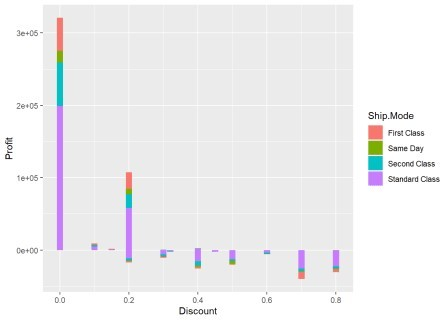 3e+05
2e+05
1e+05
0e+00
Profit
0.0 0.2 0.4 0.6 0.8
Discount
Ship.Mode
First Class
Same Day
Second Class
Standard Class